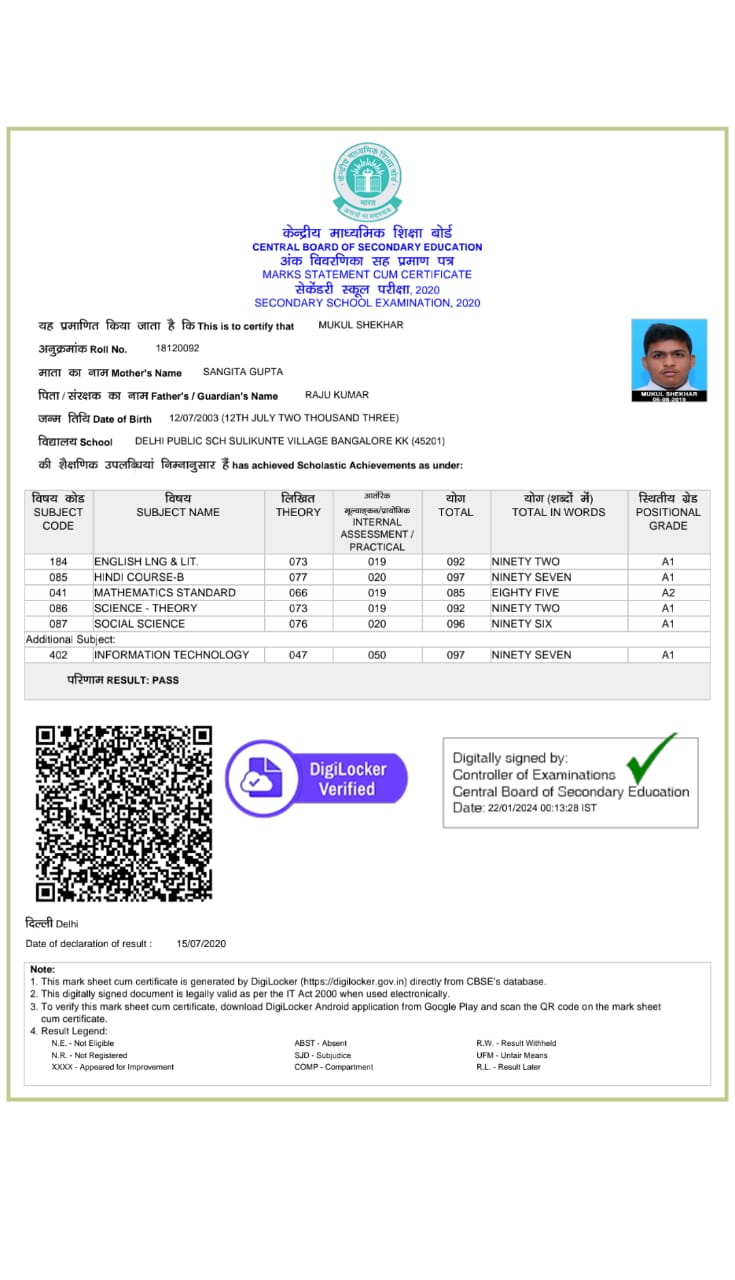 केन्द्रीय माध्यमिक शिक्षा बोर्ड
भारत
असतो मा सद्गमय
केन्द्रीय माध्यमिक शिक्षा बोर्ड
CENTRAL BOARD OF SECONDARY EDUCATION
अंक विवरणिका सह प्रमाण पत्र
MARKS STATEMENT CUM CERTIFICATE
सेकेंडरी स्कूल परीक्षा, 2020
SECONDARY SCHOOL EXAMINATION, 2020
यह प्रमाणित किया जाता है कि This is to certify that MUKUL SHEKHAR
अनुक्रमांक Roll No. 18120092
माता का नाम Mother's Name SANGITA GUPTA
पिता / संरक्षक का नाम Father's / Guardian's Name RAJU KUMAR
MUKUL SHEKHAR
06-08-2019
जन्म तिथि Date of Birth 12/07/2003 (12TH JULY TWO THOUSAND THREE)
विद्यालय School DELHI PUBLIC SCH SULIKUNTE VILLAGE BANGALORE KK (45201)
की शैक्षणिक उपलब्धियां निम्नानुसार हैं has achieved Scholastic Achievements as under:
विषय कोड SUBJECT CODE विषय SUBJECT NAME लिखित THEORY आतंरिक मूल्याङ्कन/प्रायोगिक INTERNAL ASSESSMENT / PRACTICAL योग TOTAL योग (शब्दों में) TOTAL IN WORDS स्थितीय ग्रेड POSITIONAL GRADE
184 ENGLISH LNG & LIT. 073 019 092 NINETY TWO A1
085 HINDI COURSE-B 077 020 097 NINETY SEVEN A1
041 MATHEMATICS STANDARD 066 019 085 EIGHTY FIVE A2
086 SCIENCE - THEORY 073 019 092 NINETY TWO A1
087 SOCIAL SCIENCE 076 020 096 NINETY SIX A1
Additional Subject:
402 INFORMATION TECHNOLOGY 047 050 097 NINETY SEVEN A1
परिणाम RESULT: PASS
DigiLocker
Verified
Digitally signed by:
Controller of Examinations
Central Board of Secondary Education
Date: 22/01/2024 00:13:28 IST
दिल्ली Delhi
Date of declaration of result : 15/07/2020
Note:
1. This mark sheet cum certificate is generated by DigiLocker (https://digilocker.gov.in) directly from CBSE's database.
2. This digitally signed document is legally valid as per the IT Act 2000 when used electronically.
3. To verify this mark sheet cum certificate, download DigiLocker Android application from Google Play and scan the QR code on the mark sheet
cum certificate.
4. Result Legend:
N.E. - Not Eligible ABST - Absent R.W. - Result Withheld
N.R. - Not Registered SJD - Subjudice UFM - Unfair Means
XXXX - Appeared for Improvement COMP - Compartment R.L. - Result Later